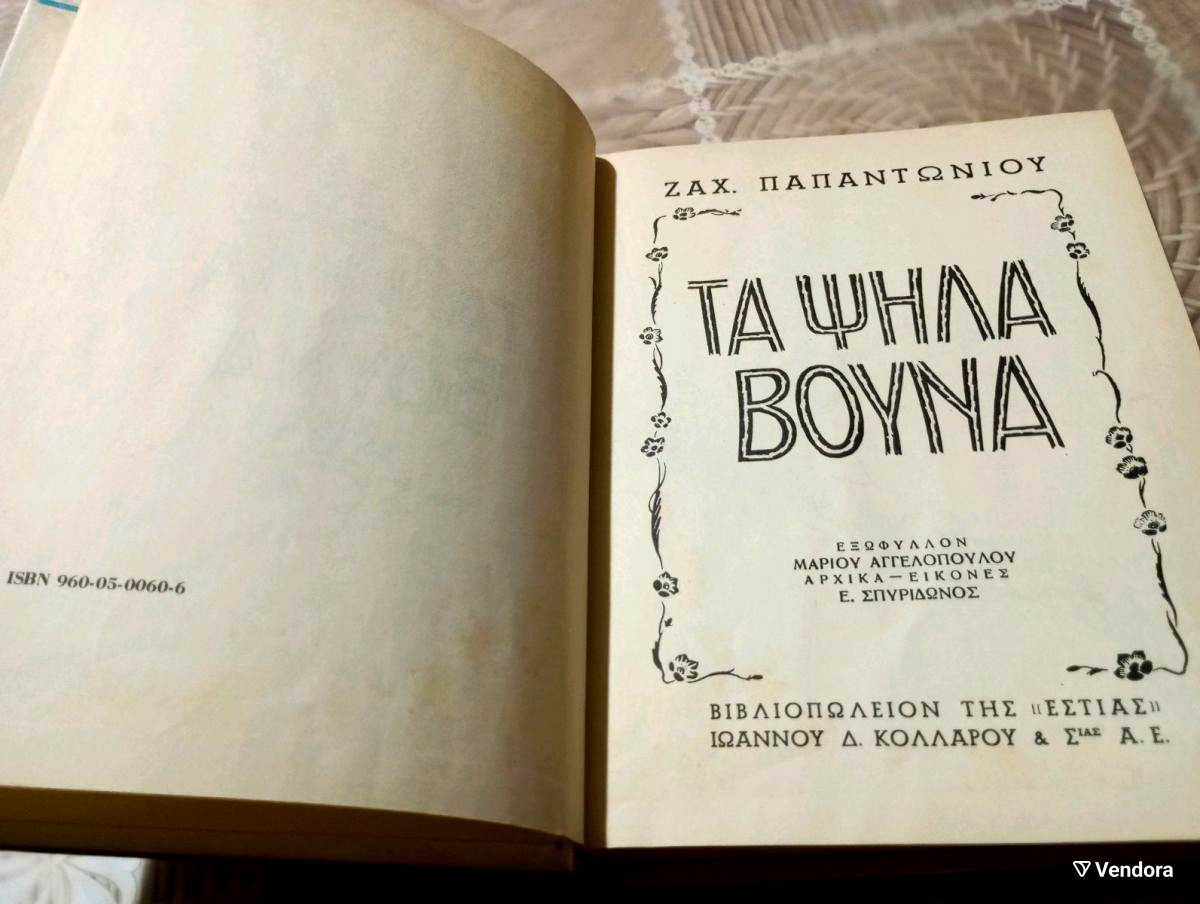 ISBN 960-05-0060-6
ΖΑΧ. ΠΑΠΑΝΤΩΝΙΟΥ
ΤΑ ΨΗΛΑ
ΒΟΥΝΑ
ΕΞΩΦΥΛΛΟΝ
ΜΑΡΙΟΥ ΑΓΓΕΛΟΠΟΥΛΟΥ
ΑΡΧΙΚΑ — ΕΙΚΟΝΕΣ
Ε. ΣΠΥΡΙΔΩΝΟΣ
ΒΙΒΛΙΟΠΩΛΕΙΟΝ ΤΗΣ «ΕΣΤΙΑΣ»
ΙΩΑΝΝΟΥ Δ. ΚΟΛΛΑΡΟΥ & ΣΙΑΣ Α.Ε.
Vendora